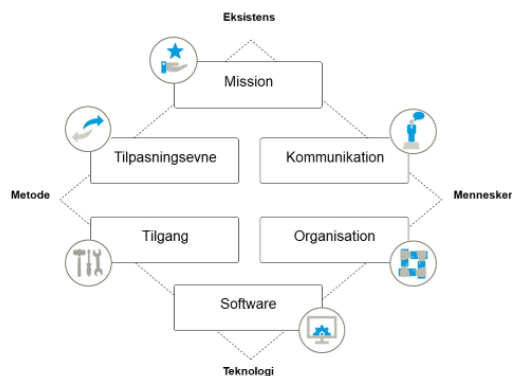 Eksistens
Mission
Tilpasningsevne
Kommunikation
Metode
Mennesker
Tilgang
Organisation
Software
Teknologi